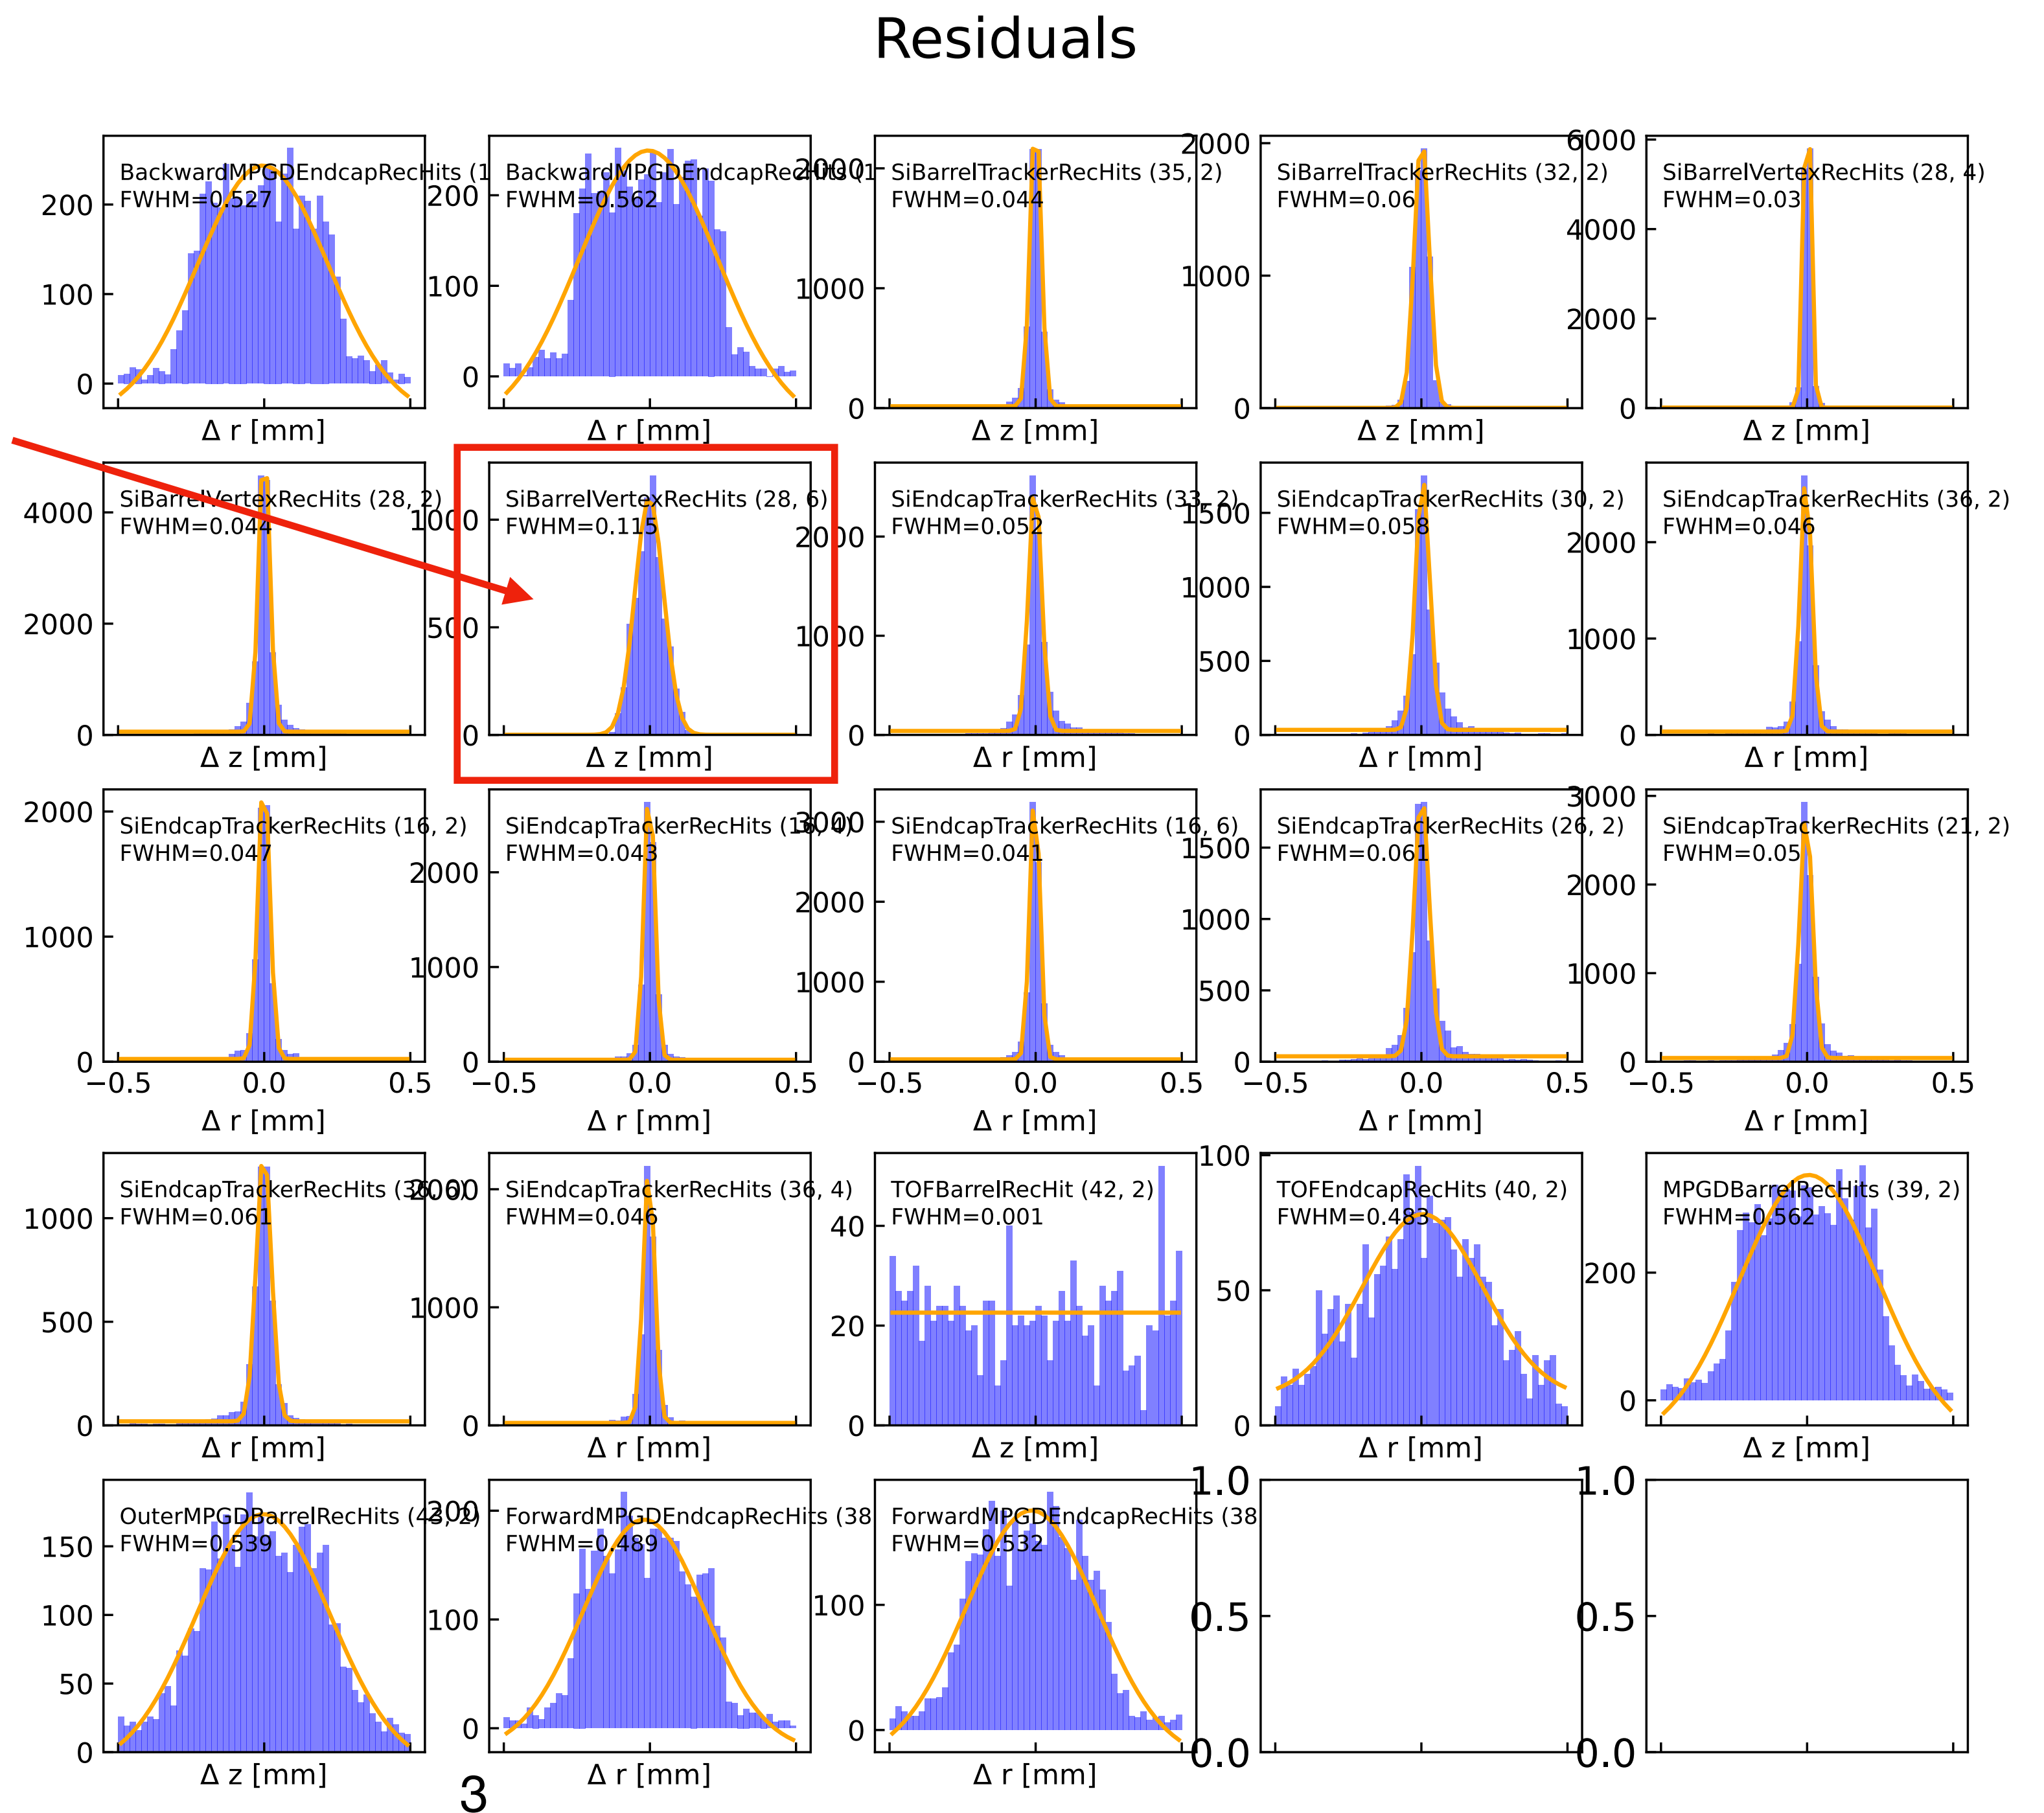 Residuals
BackwardMPGDEndcapRecHits (1
FWHM=0.527
200
100
0
Δ r [mm]
BackwardMPGDEndcapRecHits (1
FWHM=0.562
200
100
0
Δ r [mm]
SiBarrelTrackerRecHits (35, 2)
FWHM=0.044
2000
1000
0
Δ z [mm]
SiBarrelTrackerRecHits (32, 2)
FWHM=0.06
2000
1000
0
Δ z [mm]
SiBarrelVertexRecHits (28, 4)
FWHM=0.03
6000
4000
2000
0
Δ z [mm]
SiBarrelVertexRecHits (28, 2)
FWHM=0.044
4000
2000
0
Δ z [mm]
SiBarrelVertexRecHits (28, 6)
FWHM=0.115
1000
500
0
Δ z [mm]
SiEndcapTrackerRecHits (33, 2)
FWHM=0.052
2000
1000
0
Δ r [mm]
SiEndcapTrackerRecHits (30, 2)
FWHM=0.058
1500
1000
500
0
Δ r [mm]
SiEndcapTrackerRecHits (36, 2)
FWHM=0.046
2000
1000
0
Δ r [mm]
SiEndcapTrackerRecHits (16, 2)
FWHM=0.047
2000
1000
0
−0.5 0.0 0.5
Δ r [mm]
SiEndcapTrackerRecHits (16, 4)
FWHM=0.043
2000
1000
0
−0.5 0.0 0.5
Δ r [mm]
SiEndcapTrackerRecHits (16, 6)
FWHM=0.041
3000
2000
1000
0
−0.5 0.0 0.5
Δ r [mm]
SiEndcapTrackerRecHits (26, 2)
FWHM=0.061
1500
1000
500
0
−0.5 0.0 0.5
Δ r [mm]
SiEndcapTrackerRecHits (21, 2)
FWHM=0.05
3000
2000
1000
0
−0.5 0.0 0.5
Δ r [mm]
SiEndcapTrackerRecHits (36, 6)
FWHM=0.061
1000
500
0
Δ r [mm]
SiEndcapTrackerRecHits (36, 4)
FWHM=0.046
2000
1000
0
Δ r [mm]
TOFBarrelRecHit (42, 2)
FWHM=0.001
40
20
0
Δ z [mm]
TOFEndcapRecHits (40, 2)
FWHM=0.483
100
50
0
Δ r [mm]
MPGDBarrelRecHits (39, 2)
FWHM=0.562
200
0
Δ z [mm]
OuterMPGDBarrelRecHits (43, 2)
FWHM=0.539
150
100
50
0
Δ z [mm]
ForwardMPGDEndcapRecHits (38
FWHM=0.489
200
100
0
Δ r [mm]
ForwardMPGDEndcapRecHits (38
FWHM=0.532
100
0
Δ r [mm]
1.0
0.5
0.0
1.0
0.5
0.0
3